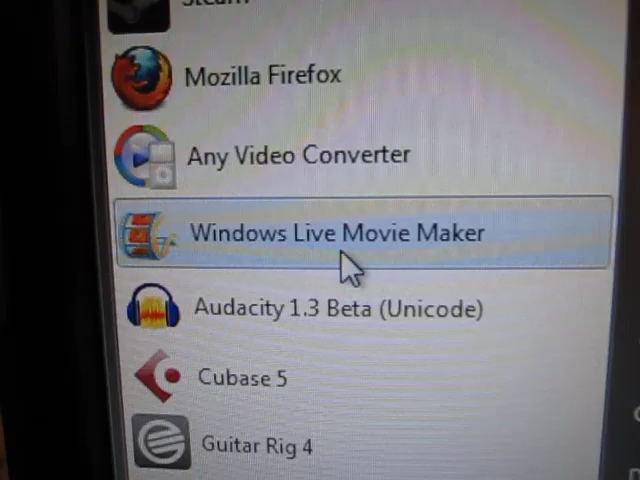 Steam
Mozilla Firefox
Any Video Converter
Windows Live Movie Maker
Audacity 1.3 Beta (Unicode)
Cubase 5
Guitar Rig 4